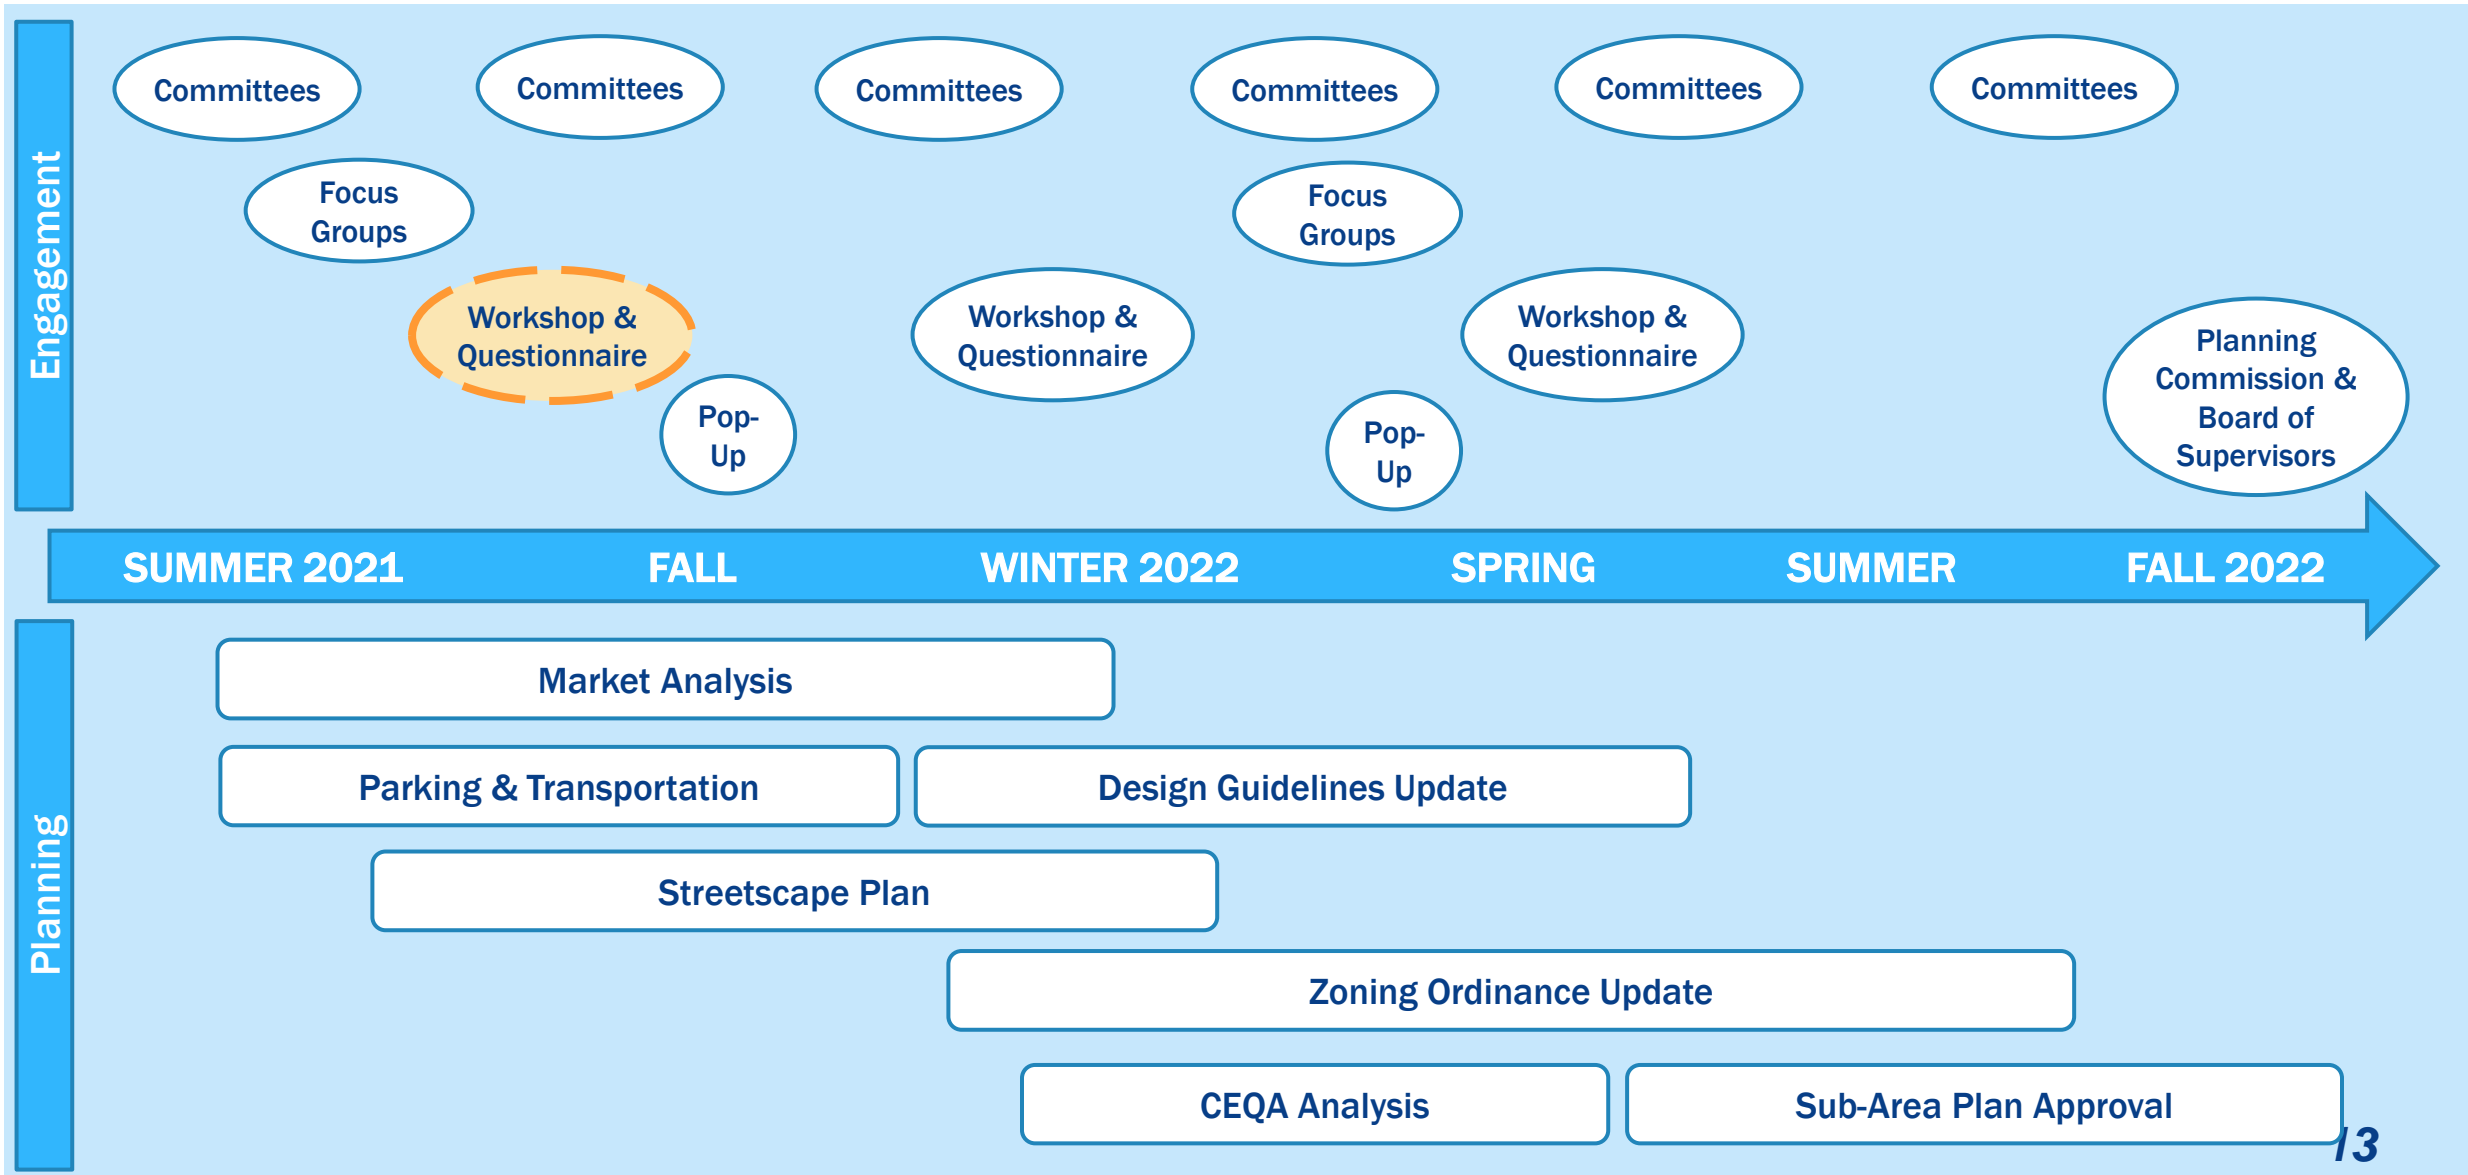 Engagement
Committees
Committees
Committees
Committees
Committees
Committees
Focus
Groups
Focus
Groups
Workshop &
Questionnaire
Workshop &
Questionnaire
Workshop &
Questionnaire
Pop-
Up
Pop-
Up
Planning
Commission &
Board of
Supervisors
SUMMER 2021
FALL
WINTER 2022
SPRING
SUMMER
FALL 2022
Planning
Market Analysis
Parking & Transportation
Design Guidelines Update
Streetscape Plan
Zoning Ordinance Update
CEQA Analysis
Sub-Area Plan Approval
/3